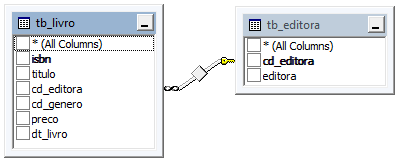 tb_livro
* (All Columns)
isbn
titulo
cd_editora
cd_genero
preco
dt_livro
tb_editora
* (All Columns)
cd_editora
editora